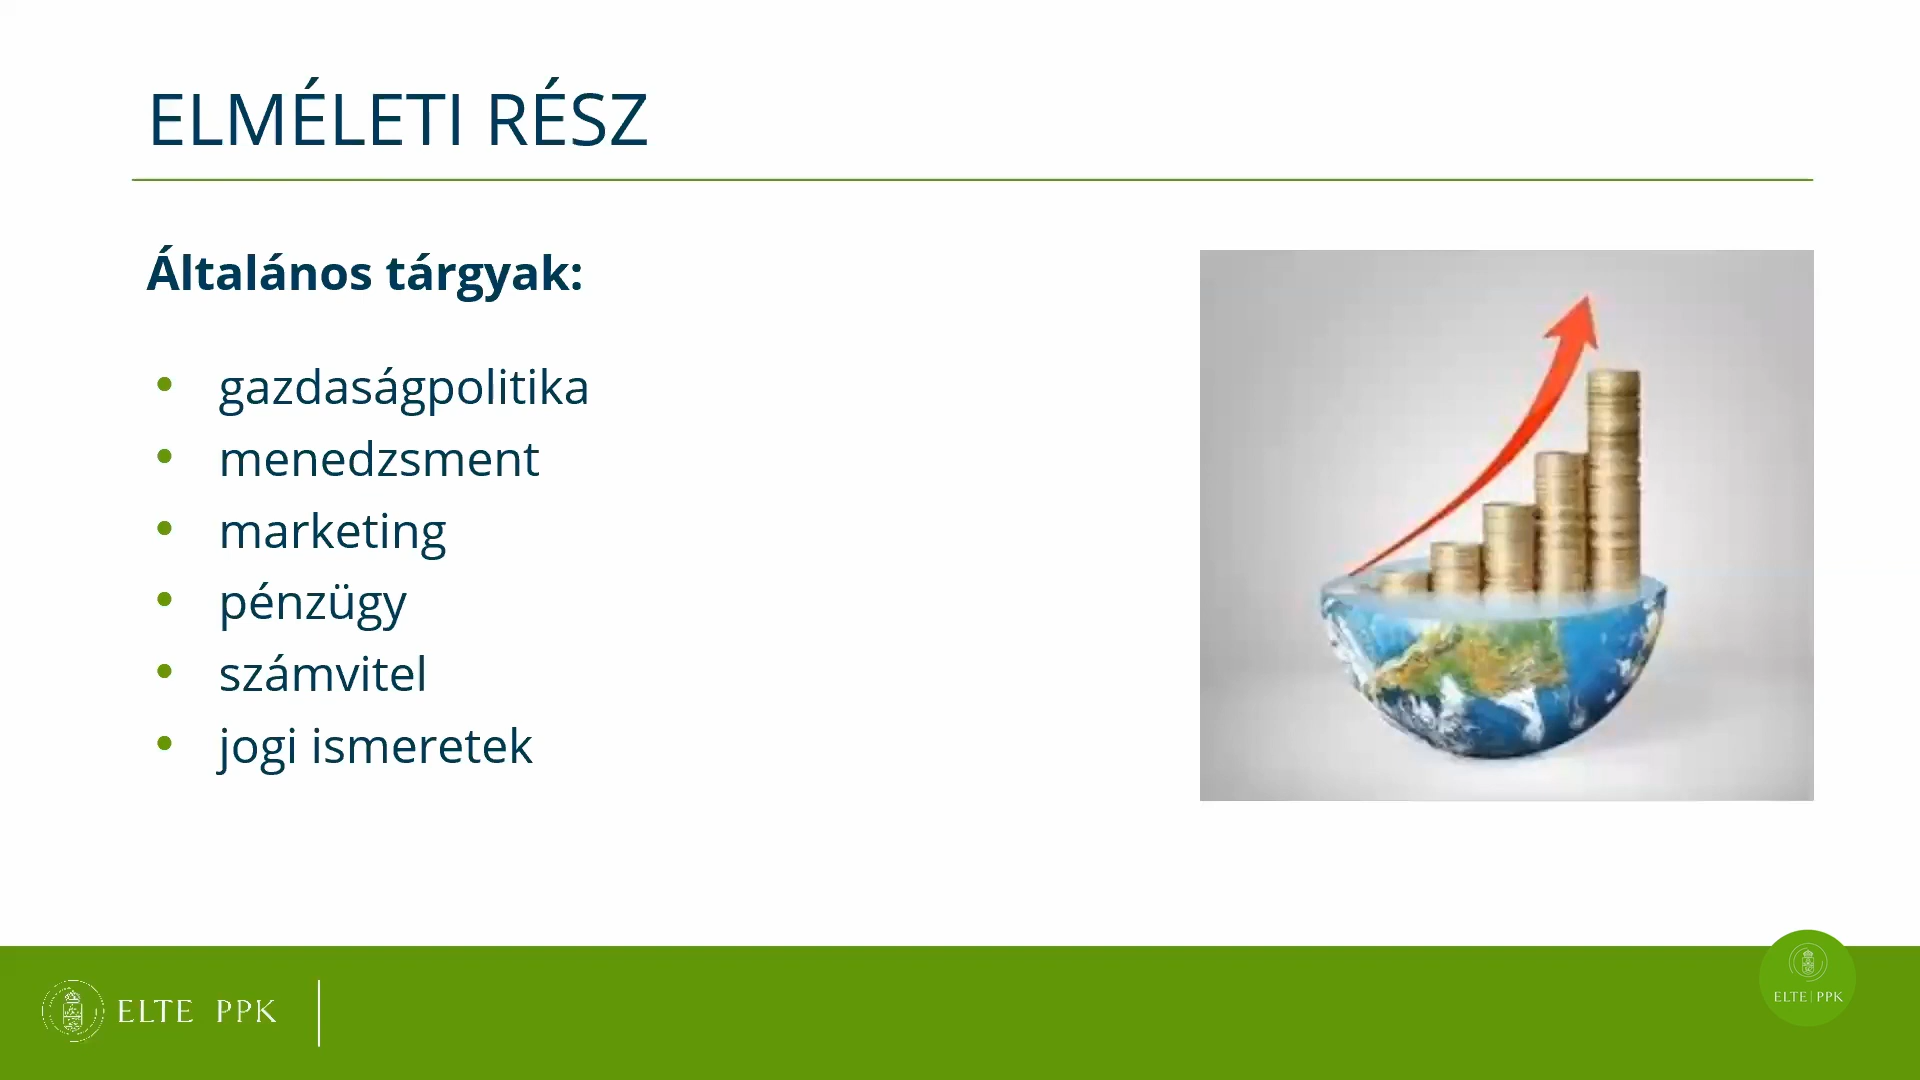 ELMÉLETI RÉSZ
Általános tárgyak:
• gazdaságpolitika
• menedzsment
• marketing
• pénzügy
• számvitel
• jogi ismeretek
ELTE PPK
ELTE | PPK